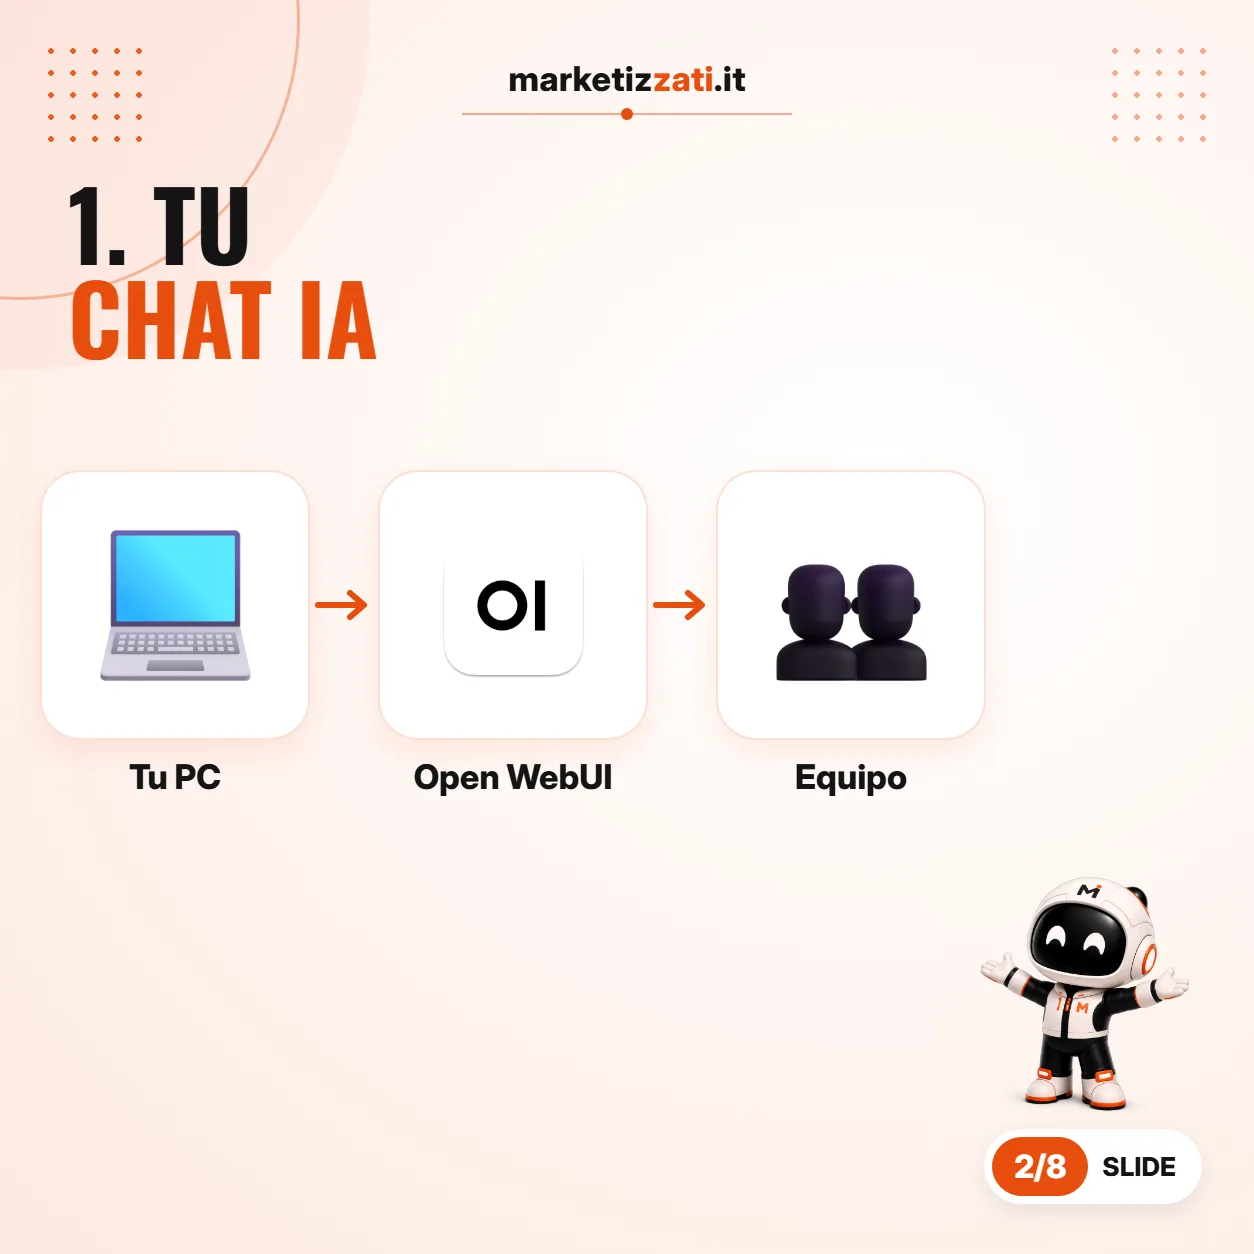 marketizzati.it
1. TU
CHAT IA
OI
Tu PC
Open WebUI
Equipo
M
2/8 SLIDE